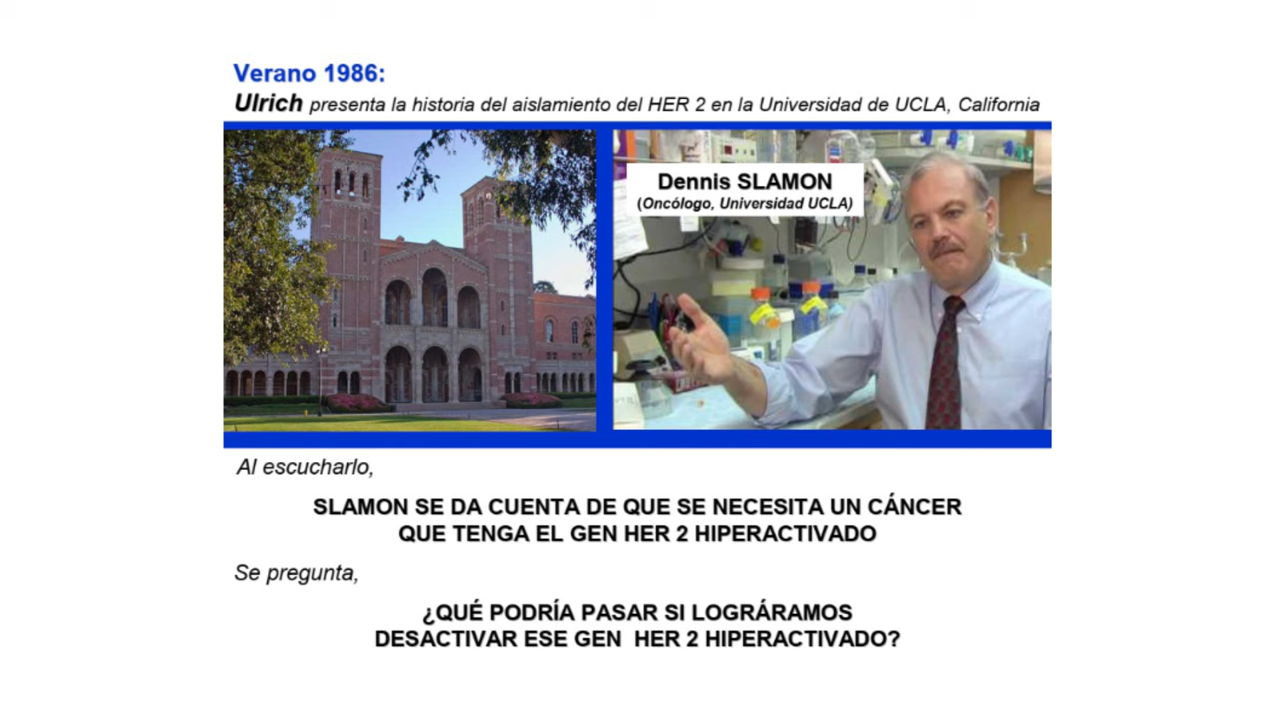 Verano 1986:
Ulrich presenta la historia del aislamiento del HER 2 en la Universidad de UCLA, California
Dennis SLAMON
(Oncólogo, Universidad UCLA)
Al escucharlo,
SLAMON SE DA CUENTA DE QUE SE NECESITA UN CÁNCER
QUE TENGA EL GEN HER 2 HIPERACTIVADO
Se pregunta,
¿QUÉ PODRÍA PASAR SI LOGRÁRAMOS
DESACTIVAR ESE GEN  HER 2 HIPERACTIVADO?